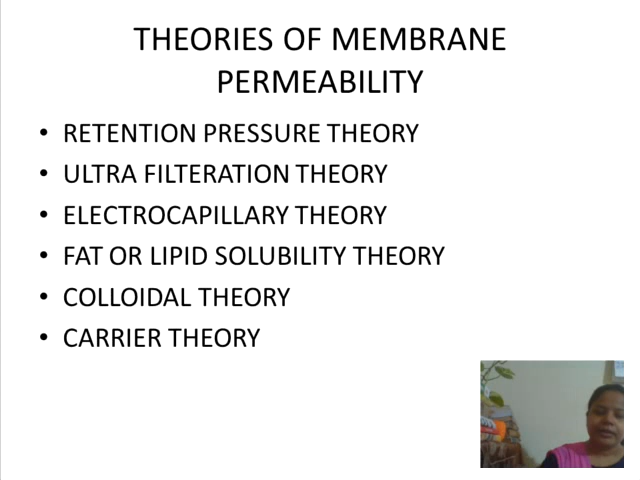 THEORIES OF MEMBRANE
PERMEABILITY
• RETENTION PRESSURE THEORY
• ULTRA FILTERATION THEORY
• ELECTROCAPILLARY THEORY
• FAT OR LIPID SOLUBILITY THEORY
• COLLOIDAL THEORY
• CARRIER THEORY